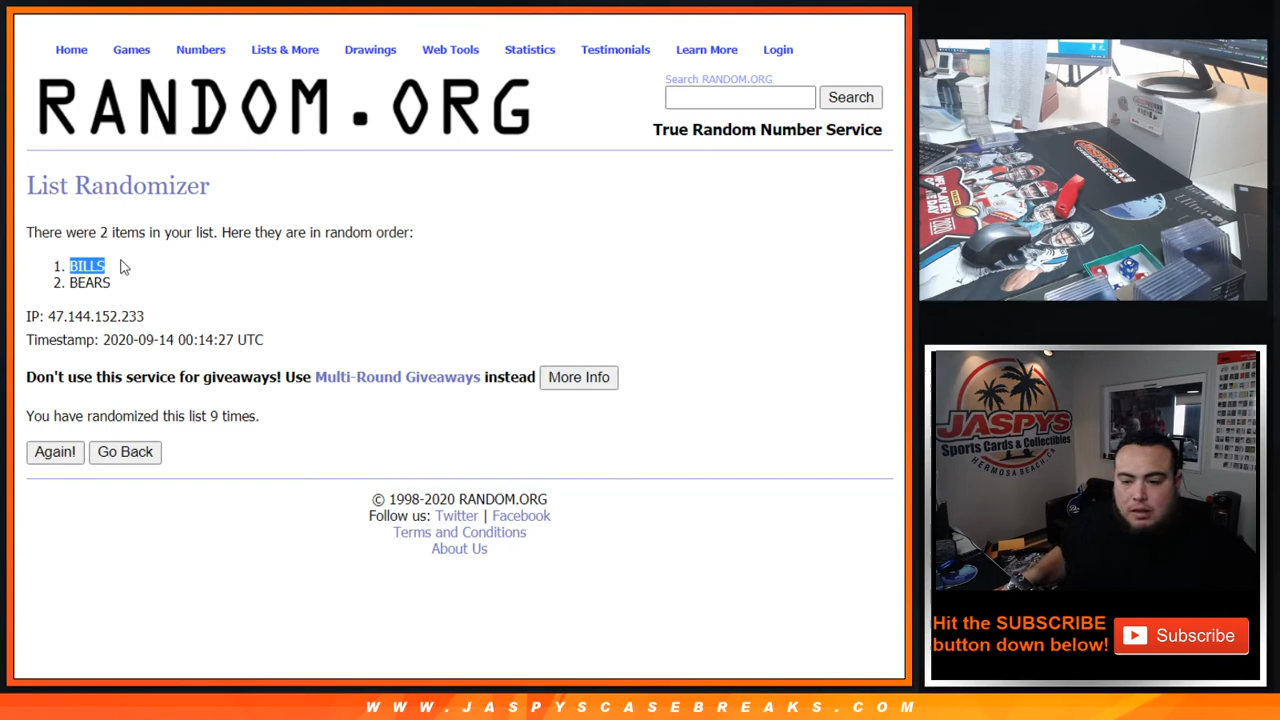 Home Games Numbers Lists & More Drawings Web Tools Statistics Testimonials Learn More Login
RANDOM.ORG
Search RANDOM.ORG
Search
True Random Number Service
List Randomizer
There were 2 items in your list. Here they are in random order:
1. BILLS
2. BEARS
IP: 47.144.152.233
Timestamp: 2020-09-14 00:14:27 UTC
Don't use this service for giveaways! Use Multi-Round Giveaways instead More Info
You have randomized this list 9 times.
Again! Go Back
© 1998-2020 RANDOM.ORG
Follow us: Twitter | Facebook
Terms and Conditions
About Us
JASPYS
Sports Cards & Collectibles
HERMOSA BEACH, CA
Hit the SUBSCRIBE
button down below!
Subscribe
WWW.JASPYSCASEBREAKS.COM